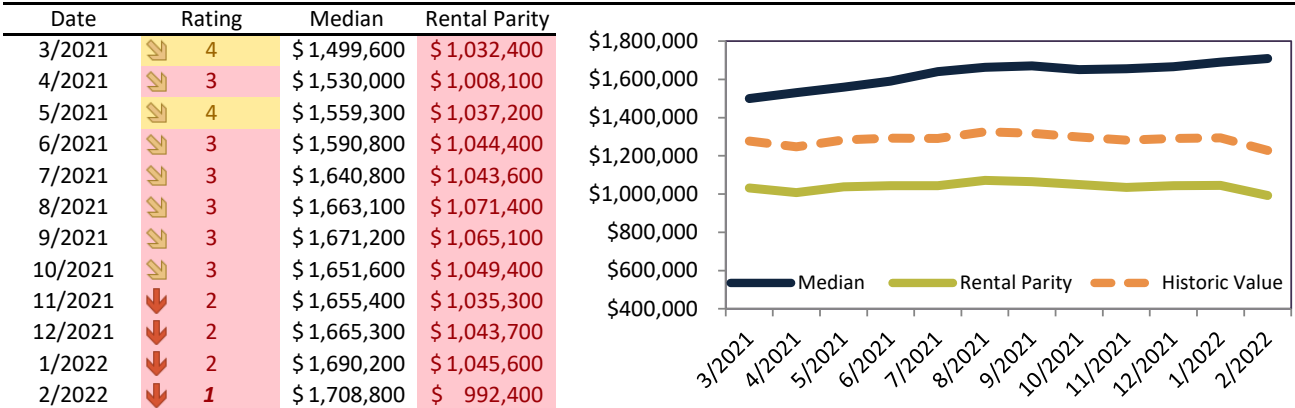 Date Rating Median Rental Parity
3/2021 4 $ 1,499,600 $ 1,032,400
4/2021 3 $ 1,530,000 $ 1,008,100
5/2021 4 $ 1,559,300 $ 1,037,200
6/2021 3 $ 1,590,800 $ 1,044,400
7/2021 3 $ 1,640,800 $ 1,043,600
8/2021 3 $ 1,663,100 $ 1,071,400
9/2021 3 $ 1,671,200 $ 1,065,100
10/2021 3 $ 1,651,600 $ 1,049,400
11/2021 2 $ 1,655,400 $ 1,035,300
12/2021 2 $ 1,665,300 $ 1,043,700
1/2022 2 $ 1,690,200 $ 1,045,600
2/2022 1 $ 1,708,800 $ 992,400
$1,800,000
$1,600,000
$1,400,000
$1,200,000
$1,000,000
$800,000
$600,000
$400,000
Median Rental Parity Historic Value
3/2021 4/2021 5/2021 6/2021 7/2021 8/2021 9/2021 10/2021 11/2021 12/2021 1/2022 2/2022